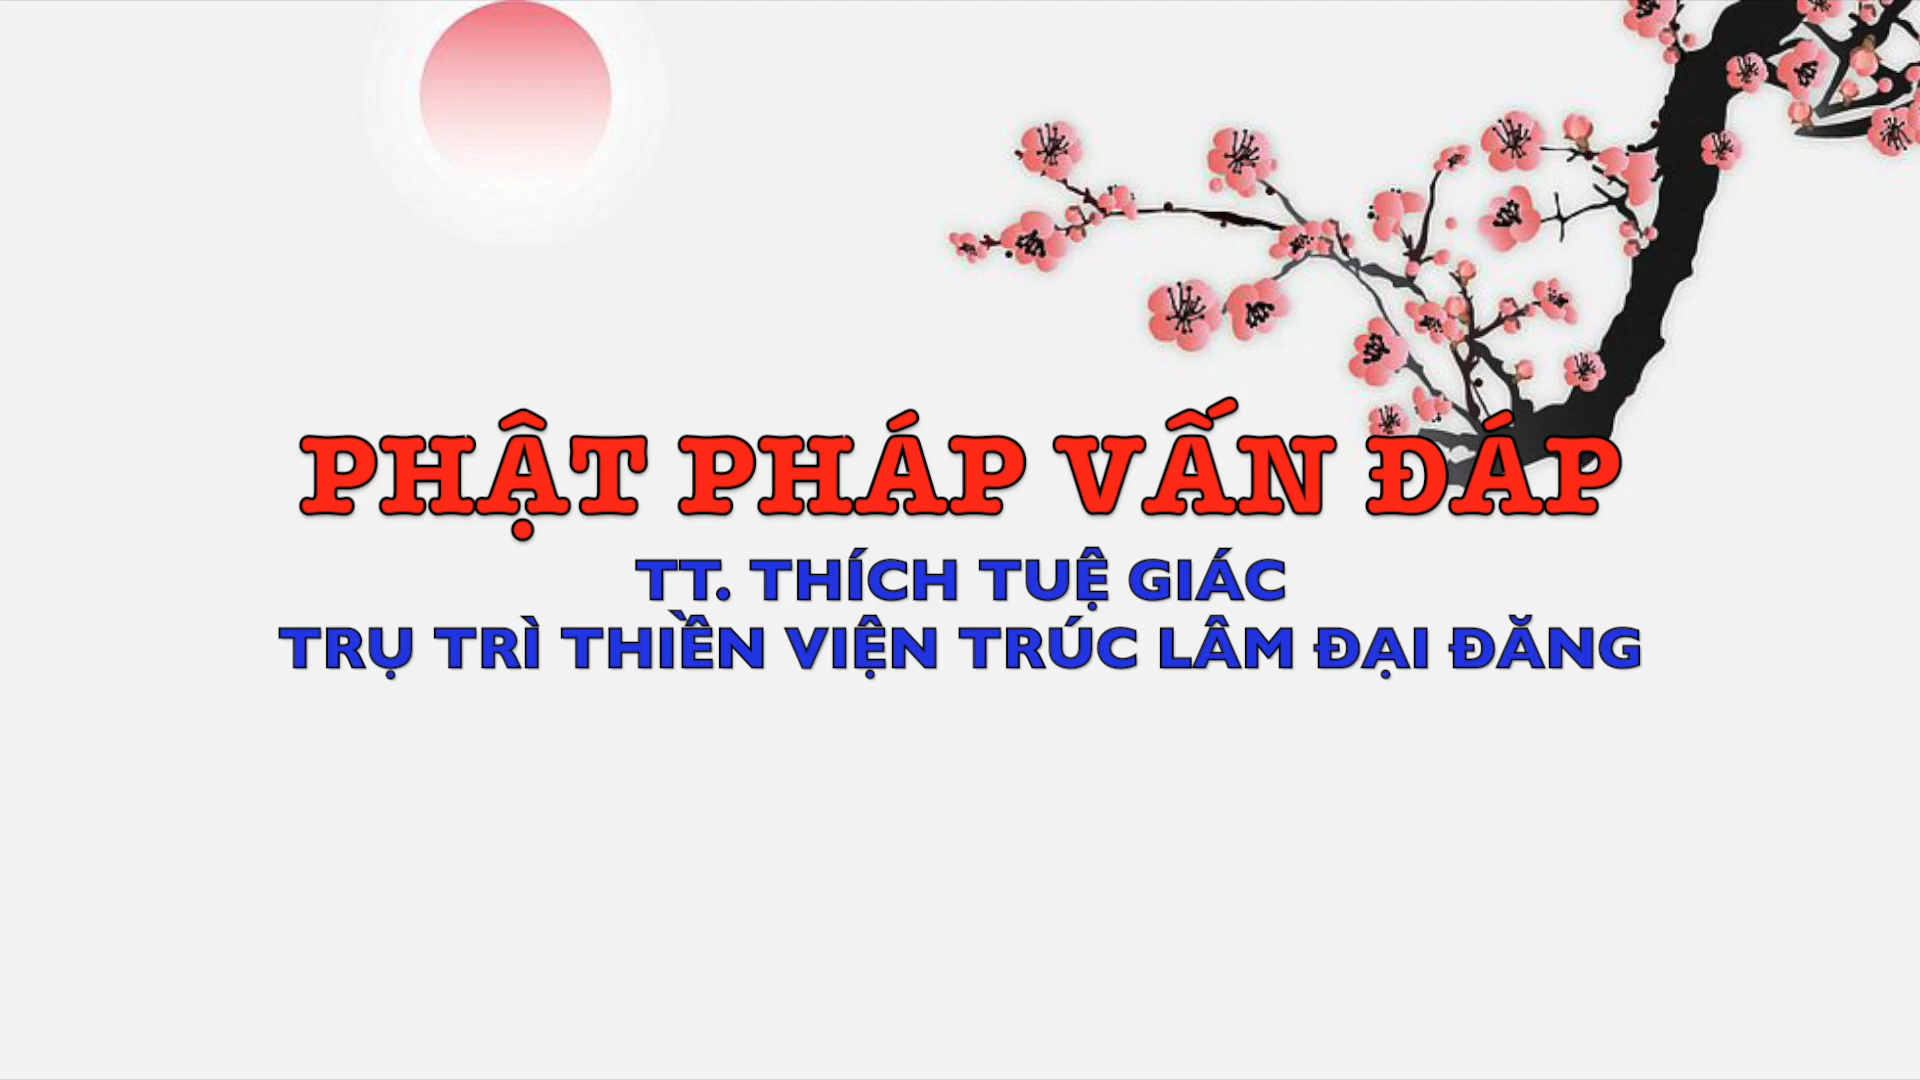 PHẬT PHÁP VẤN ĐÁP
TT. THÍCH TUỆ GIÁC
TRỤ TRÌ THIỀN VIỆN TRÚC LÂM ĐẠI ĐĂNG